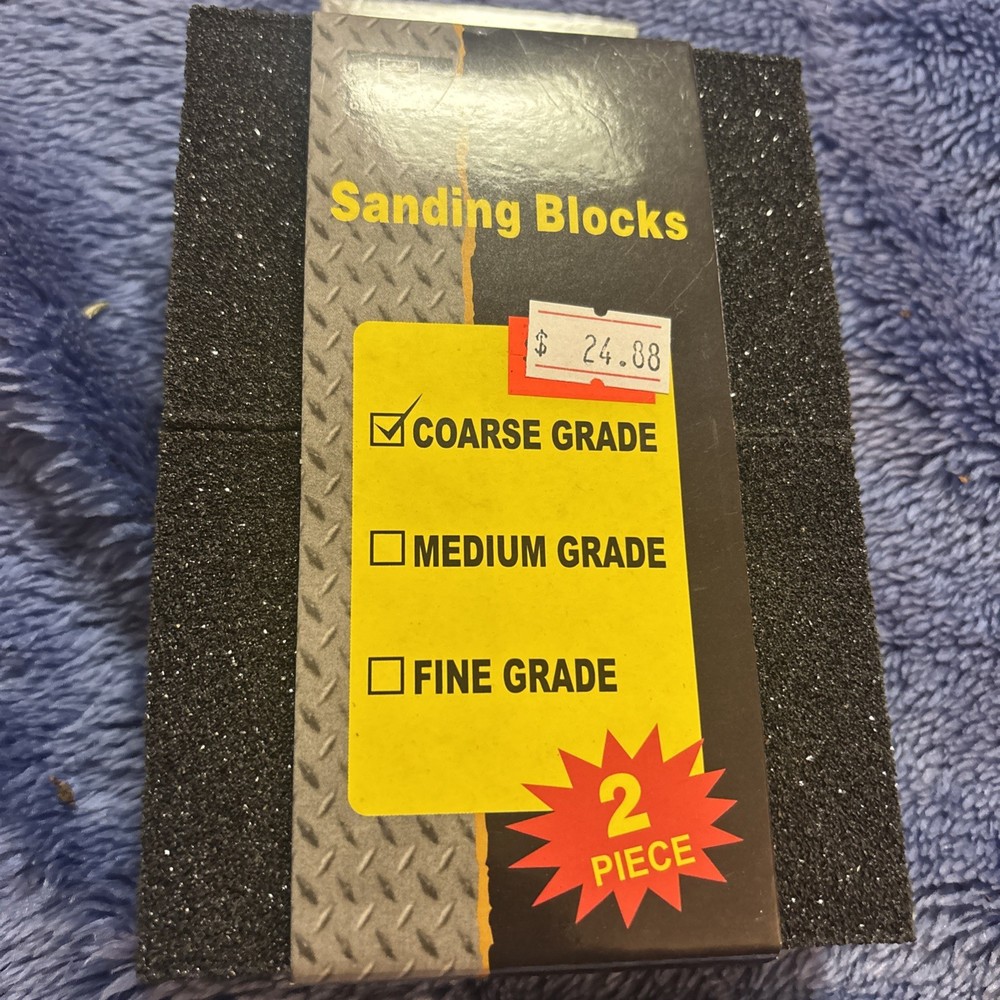 Sanding Blocks
$ 24.88
COARSE GRADE
MEDIUM GRADE
FINE GRADE
2
PIECE